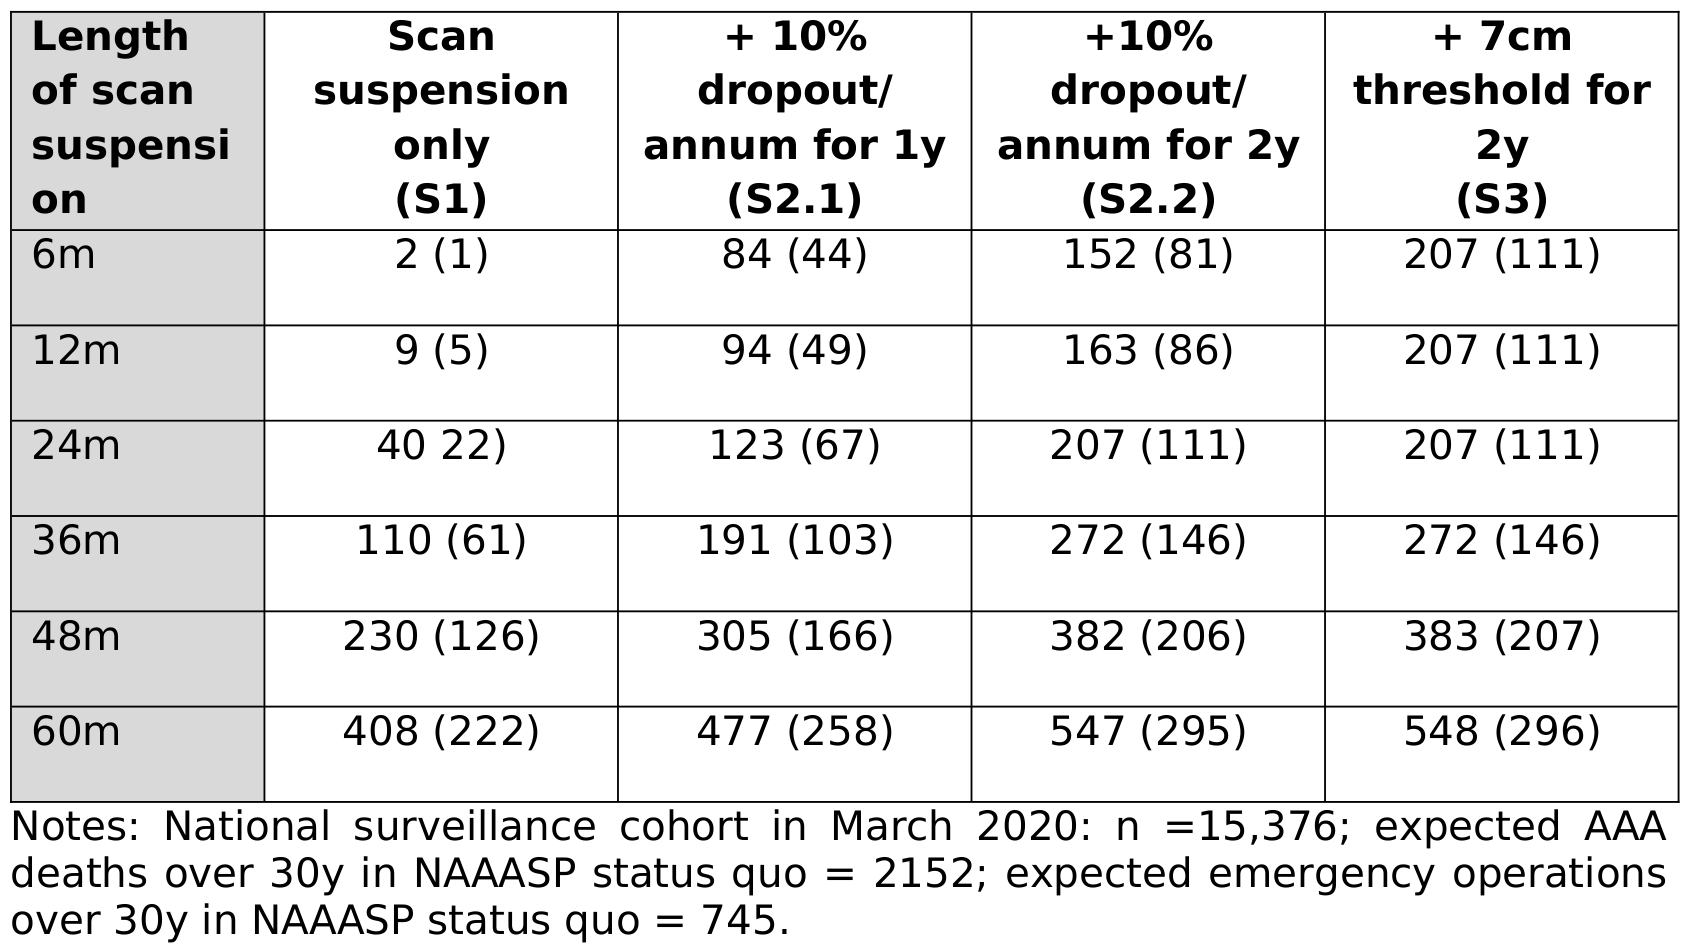 Length of scan suspensi on | Scan suspension only (S1) | + 10% dropout/ annum for 1y (S2.1) | +10% dropout/ annum for 2y (S2.2) | + 7cm threshold for 2y (S3)
6m | 2 (1) | 84 (44) | 152 (81) | 207 (111)
12m | 9 (5) | 94 (49) | 163 (86) | 207 (111)
24m | 40 22) | 123 (67) | 207 (111) | 207 (111)
36m | 110 (61) | 191 (103) | 272 (146) | 272 (146)
48m | 230 (126) | 305 (166) | 382 (206) | 383 (207)
60m | 408 (222) | 477 (258) | 547 (295) | 548 (296)
Notes: National surveillance cohort in March 2020: n =15,376; expected AAA
deaths over 30y in NAAASP status quo = 2152; expected emergency operations
over 30y in NAAASP status quo = 745.